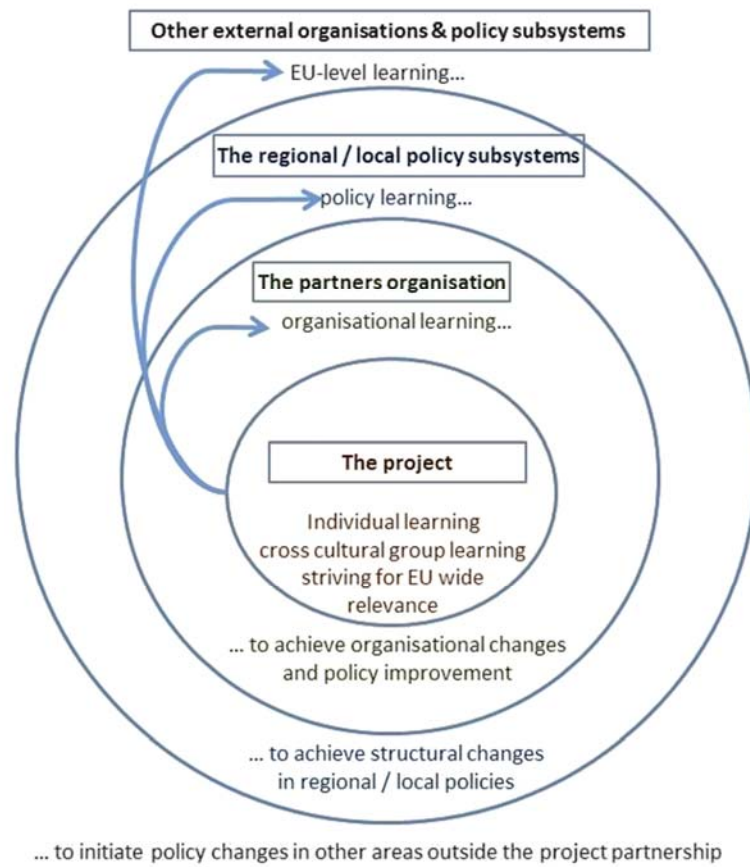 Other external organisations & policy subsystems
EU-level learning...
The regional / local policy subsystems
policy learning...
The partners organisation
organisational learning...
The project
Individual learning
cross cultural group learning
striving for EU wide
relevance
... to achieve organisational changes
and policy improvement
... to achieve structural changes
in regional / local policies
... to initiate policy changes in other areas outside the project partnership